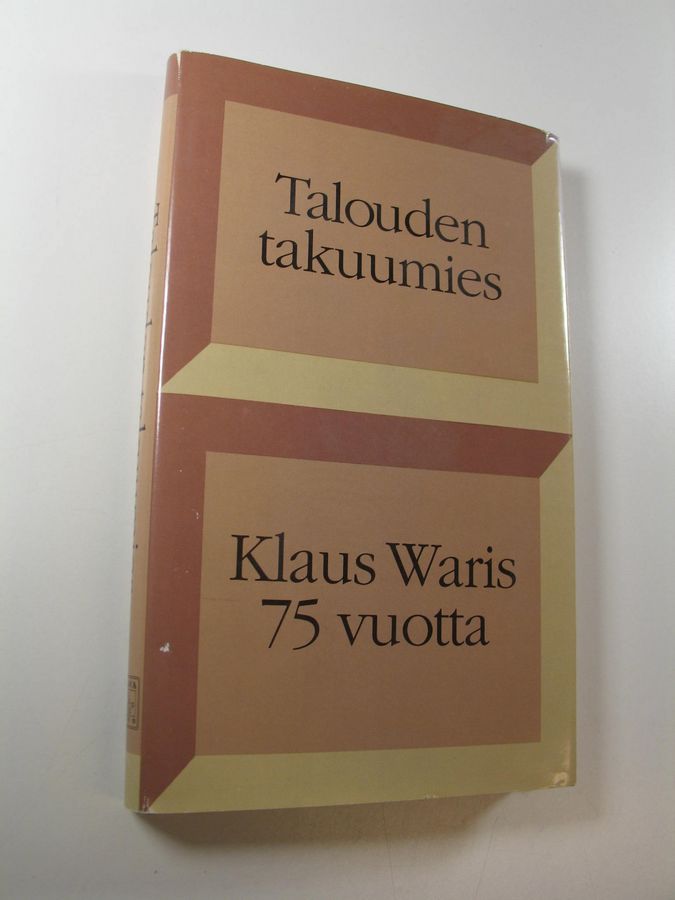 Talouden
takuumies
Klaus Waris
75 vuotta